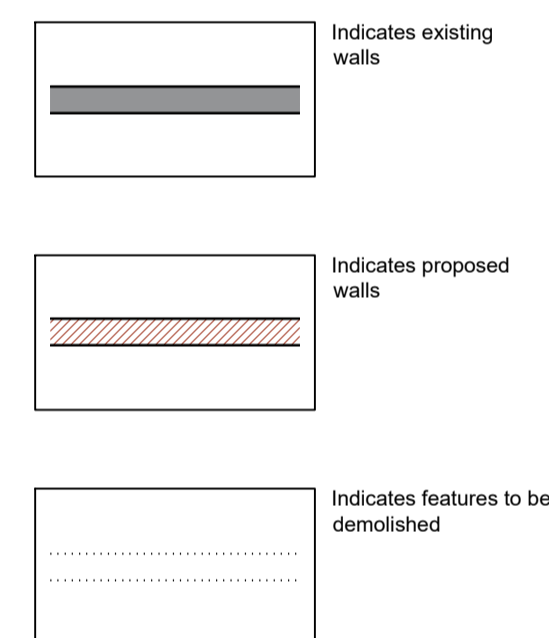 Indicates existing
walls
Indicates proposed
walls
Indicates features to be
demolished